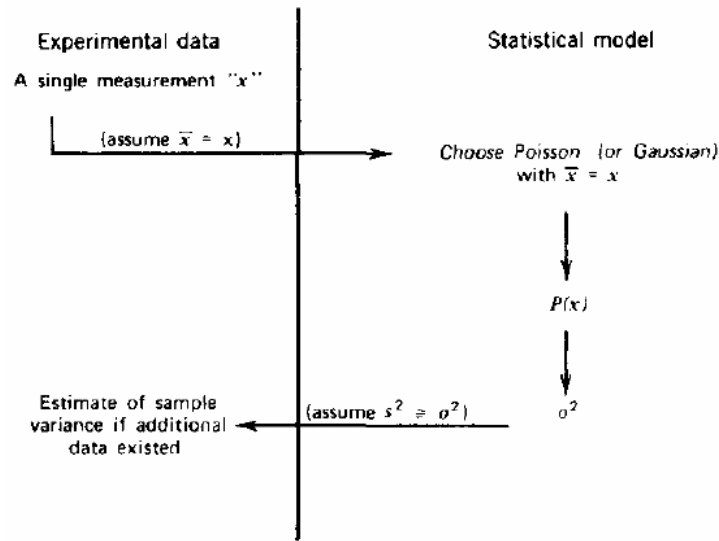 Experimental data
A single measurement "x"
(assume x̅ = x)
Statistical model
Choose Poisson (or Gaussian)
with x̅ = x
P(x)
σ²
(assume s² ≅ σ²)
Estimate of sample
variance if additional
data existed